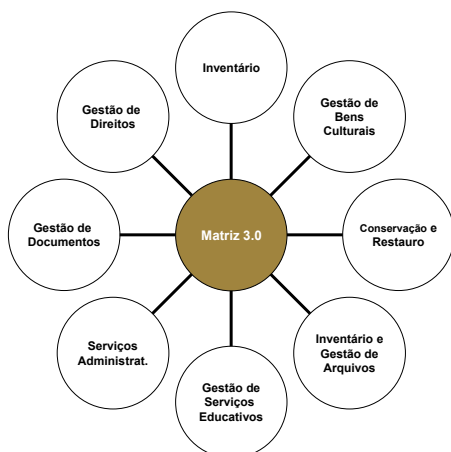 Inventário
Gestão de
Direitos
Gestão de
Bens
Culturais
Gestão de
Documentos
Matriz 3.0
Conservação e
Restauro
Serviços
Administrat.
Inventário e
Gestão de
Arquivos
Gestão de
Serviços
Educativos